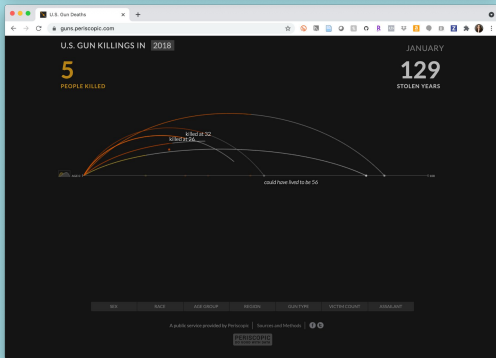 U.S. Gun Deaths
guns.periscopic.com
U.S. GUN KILLINGS IN 2018
JANUARY
5
PEOPLE KILLED
129
STOLEN YEARS
killed at 32
killed at 26
could have lived to be 56
SEX RACE AGE GROUP REGION GUN TYPE VICTIM COUNT ASSAILANT
A public service provided by Periscopic | Sources and Methods |
PERISCOPIC